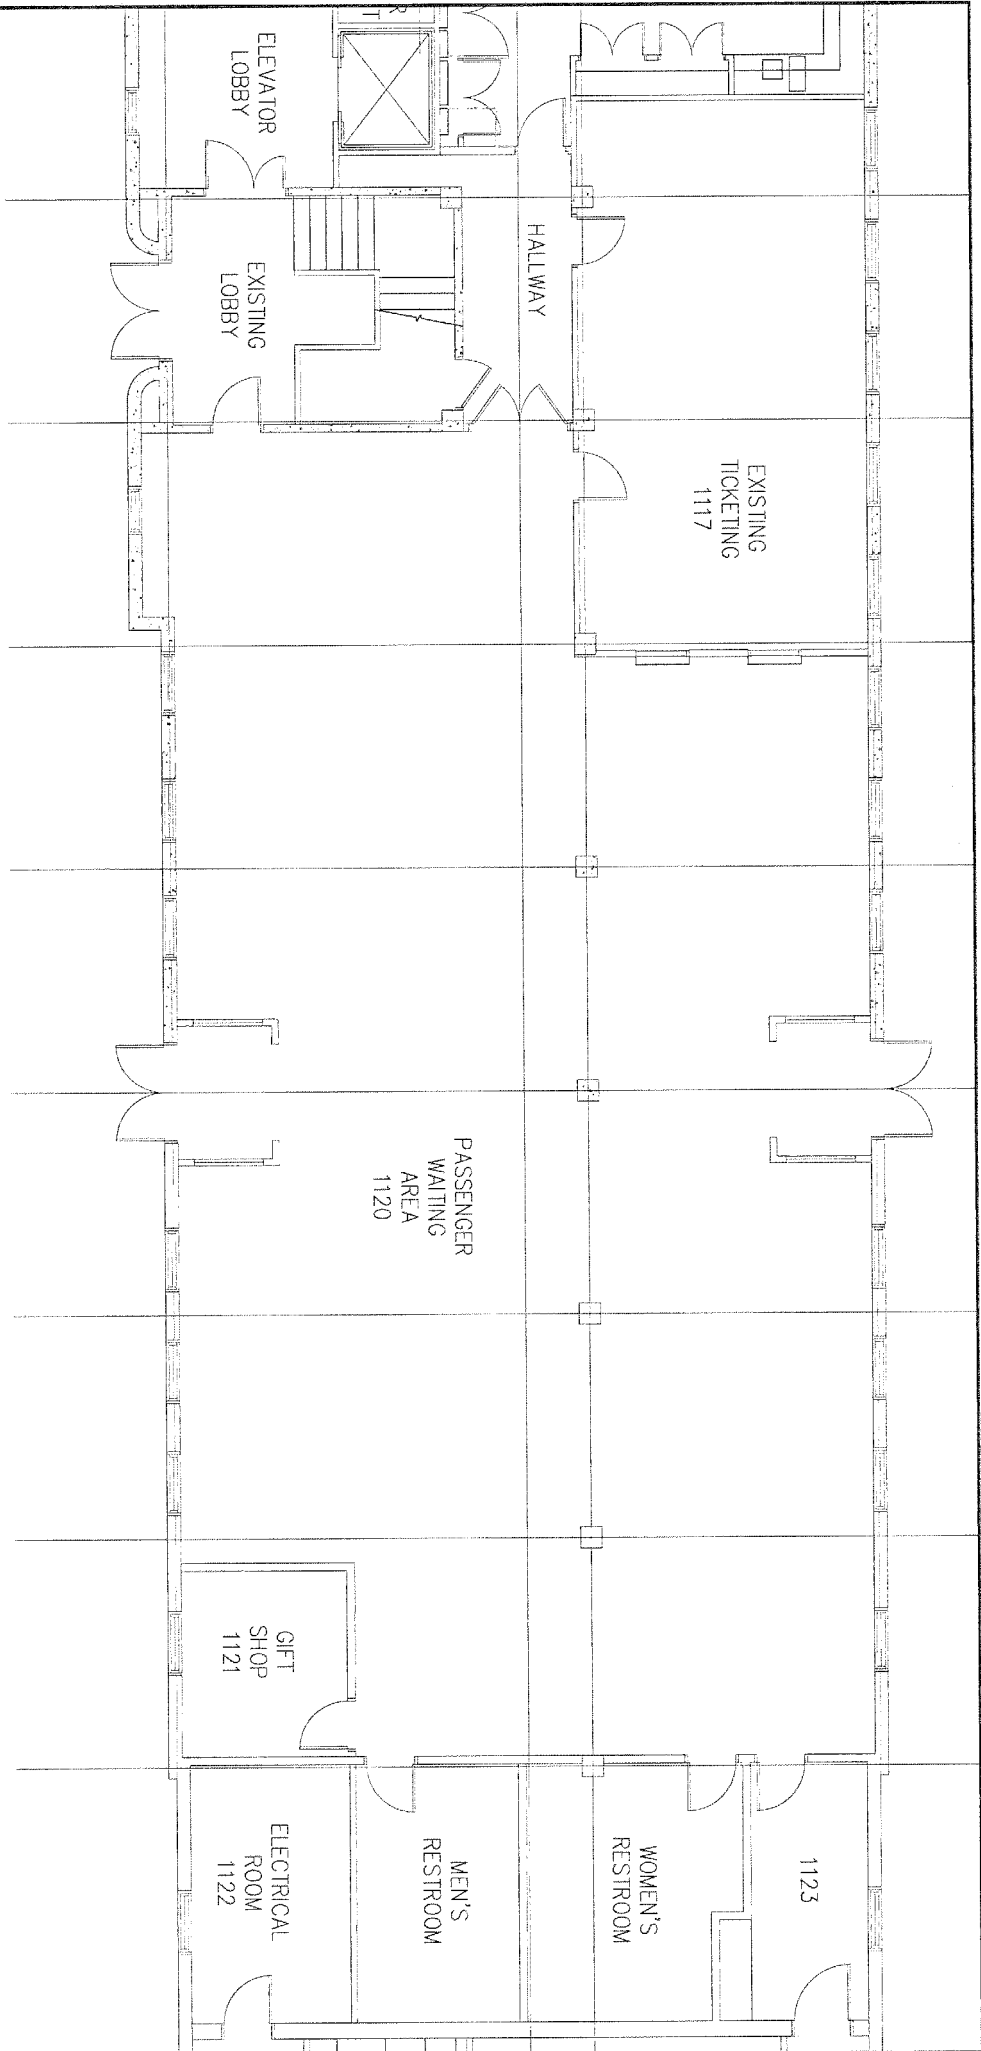 ELEVATOR
LOBBY
EXISTING
LOBBY
HALLWAY
EXISTING
TICKETING
1117
PASSENGER
WAITING
AREA
1120
GIFT
SHOP
1121
ELECTRICAL
ROOM
1122
MEN'S
RESTROOM
WOMEN'S
RESTROOM
1123